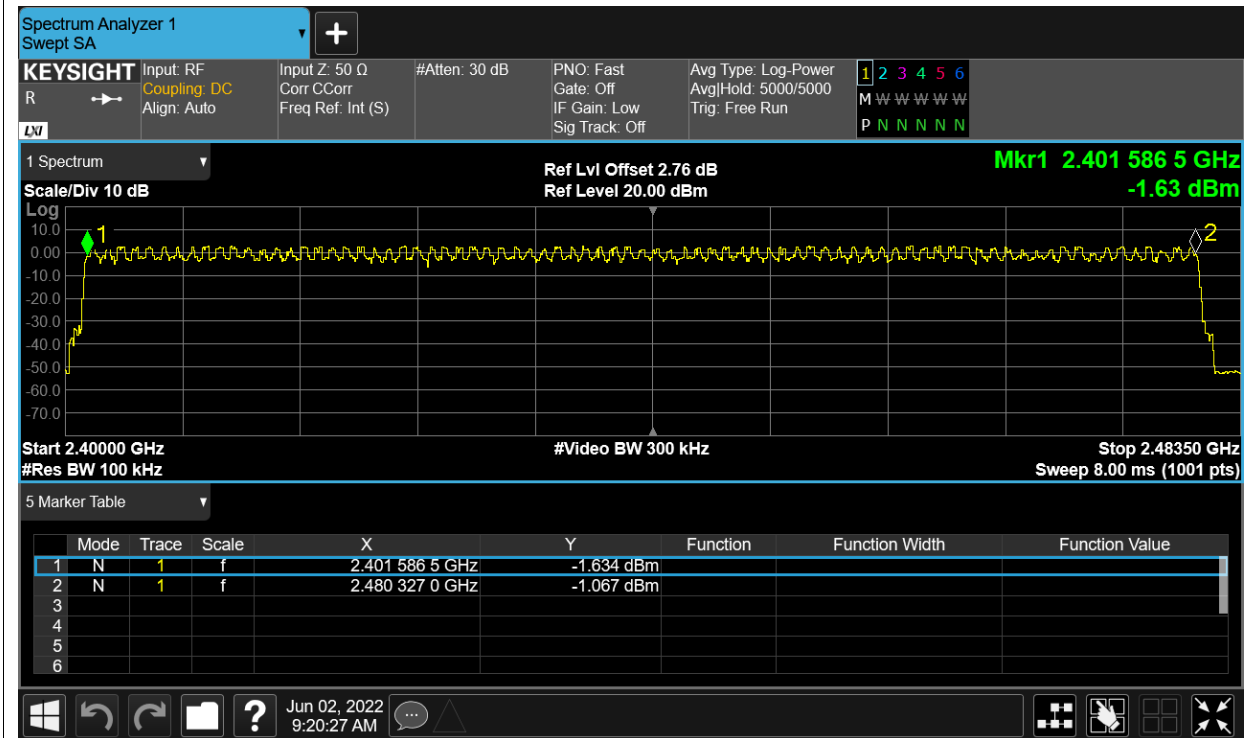 Spectrum Analyzer 1
Swept SA
KEYSIGHT
R
LXI
Input: RF
Coupling: DC
Align: Auto
Input Z: 50 Ω
Corr CCorr
Freq Ref: Int (S)
#Atten: 30 dB
PNO: Fast
Gate: Off
IF Gain: Low
Sig Track: Off
Avg Type: Log-Power
Avg|Hold: 5000/5000
Trig: Free Run
1 2 3 4 5 6
M W W W W W
P N N N N N
1 Spectrum
Scale/Div 10 dB
Ref Lvl Offset 2.76 dB
Ref Level 20.00 dBm
Mkr1 2.401 586 5 GHz
-1.63 dBm
Log
10.0
0.00
-10.0
-20.0
-30.0
-40.0
-50.0
-60.0
-70.0
1
2
Start 2.40000 GHz
#Res BW 100 kHz
#Video BW 300 kHz
Stop 2.48350 GHz
Sweep 8.00 ms (1001 pts)
5 Marker Table
Mode Trace Scale X Y Function Function Width Function Value
1 N 1 f 2.401 586 5 GHz -1.634 dBm
2 N 1 f 2.480 327 0 GHz -1.067 dBm
3
4
5
6
?
Jun 02, 2022
9:20:27 AM